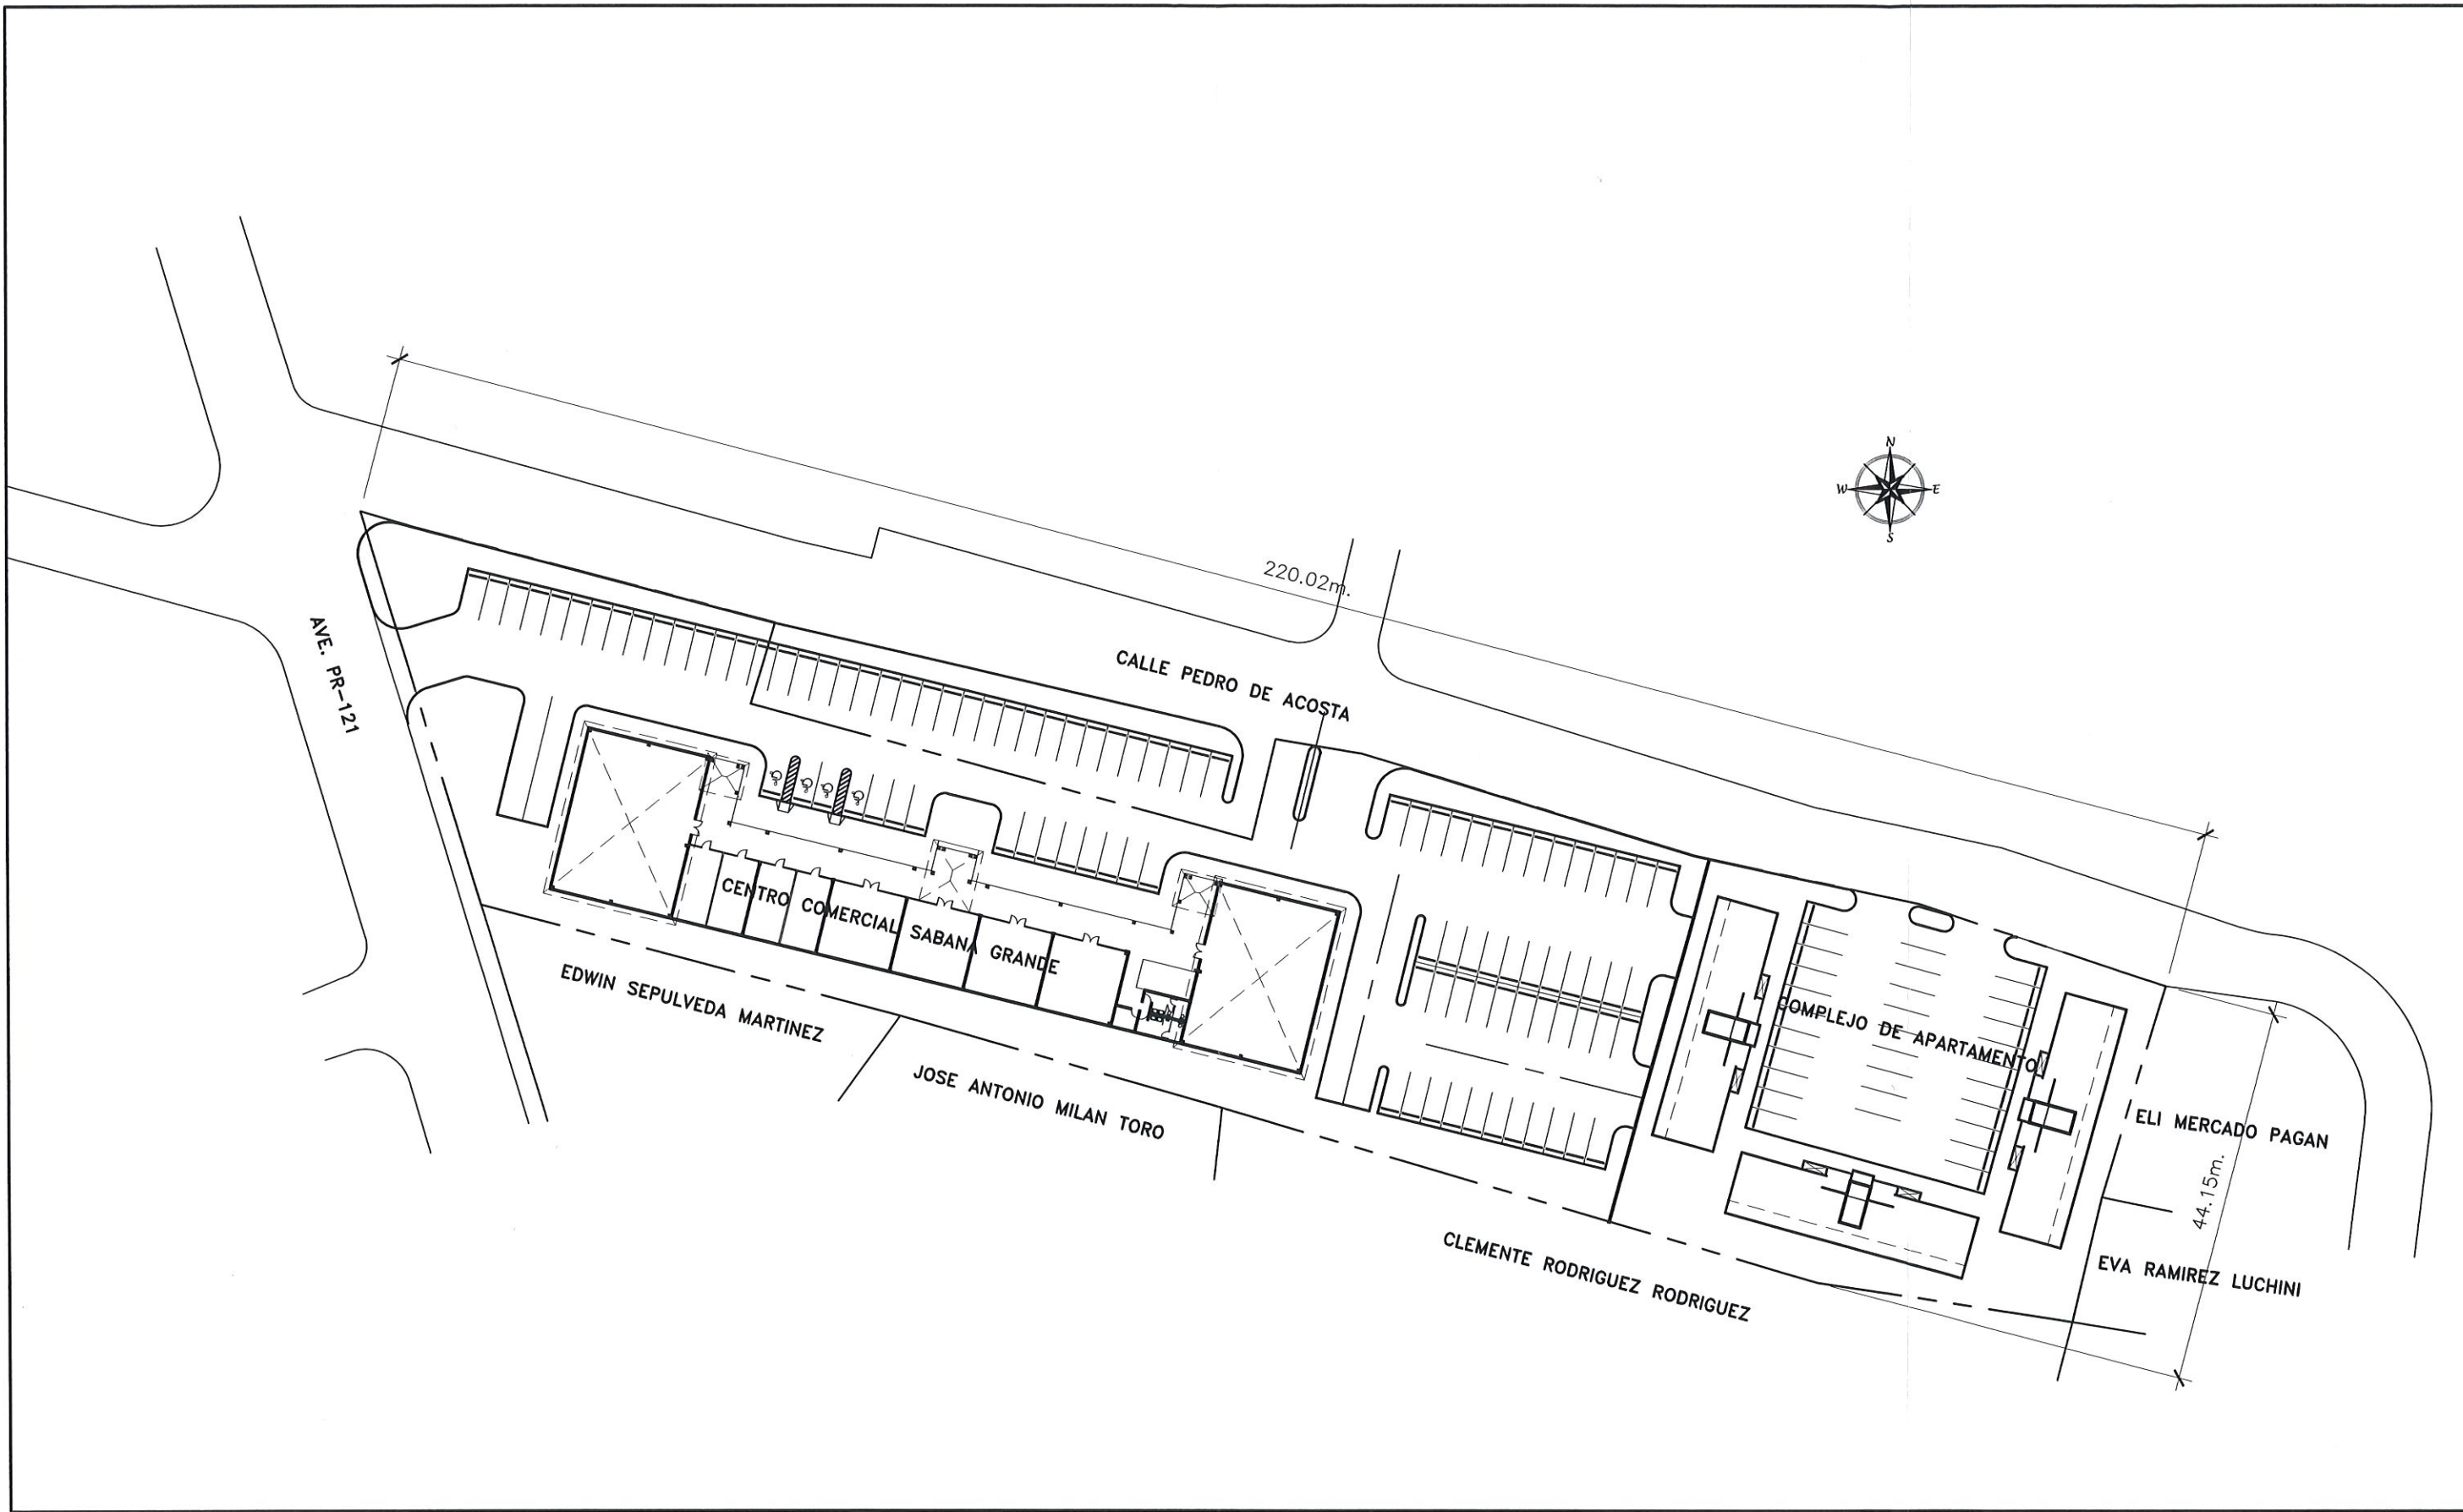 N
W E
S
220.02m.
AVE. PR-121
CALLE PEDRO DE ACOSTA
CENTRO COMERCIAL SABANA GRANDE
EDWIN SEPULVEDA MARTINEZ
JOSE ANTONIO MILAN TORO
COMPLEJO DE APARTAMENTO
ELI MERCADO PAGAN
44.15m.
CLEMENTE RODRIGUEZ RODRIGUEZ
EVA RAMIREZ LUCHINI